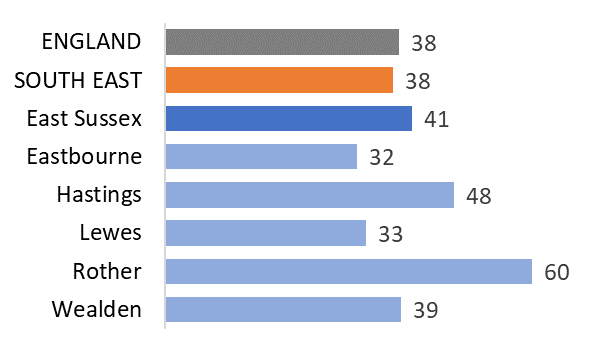 ENGLAND 38
SOUTH EAST 38
East Sussex 41
Eastbourne 32
Hastings 48
Lewes 33
Rother 60
Wealden 39